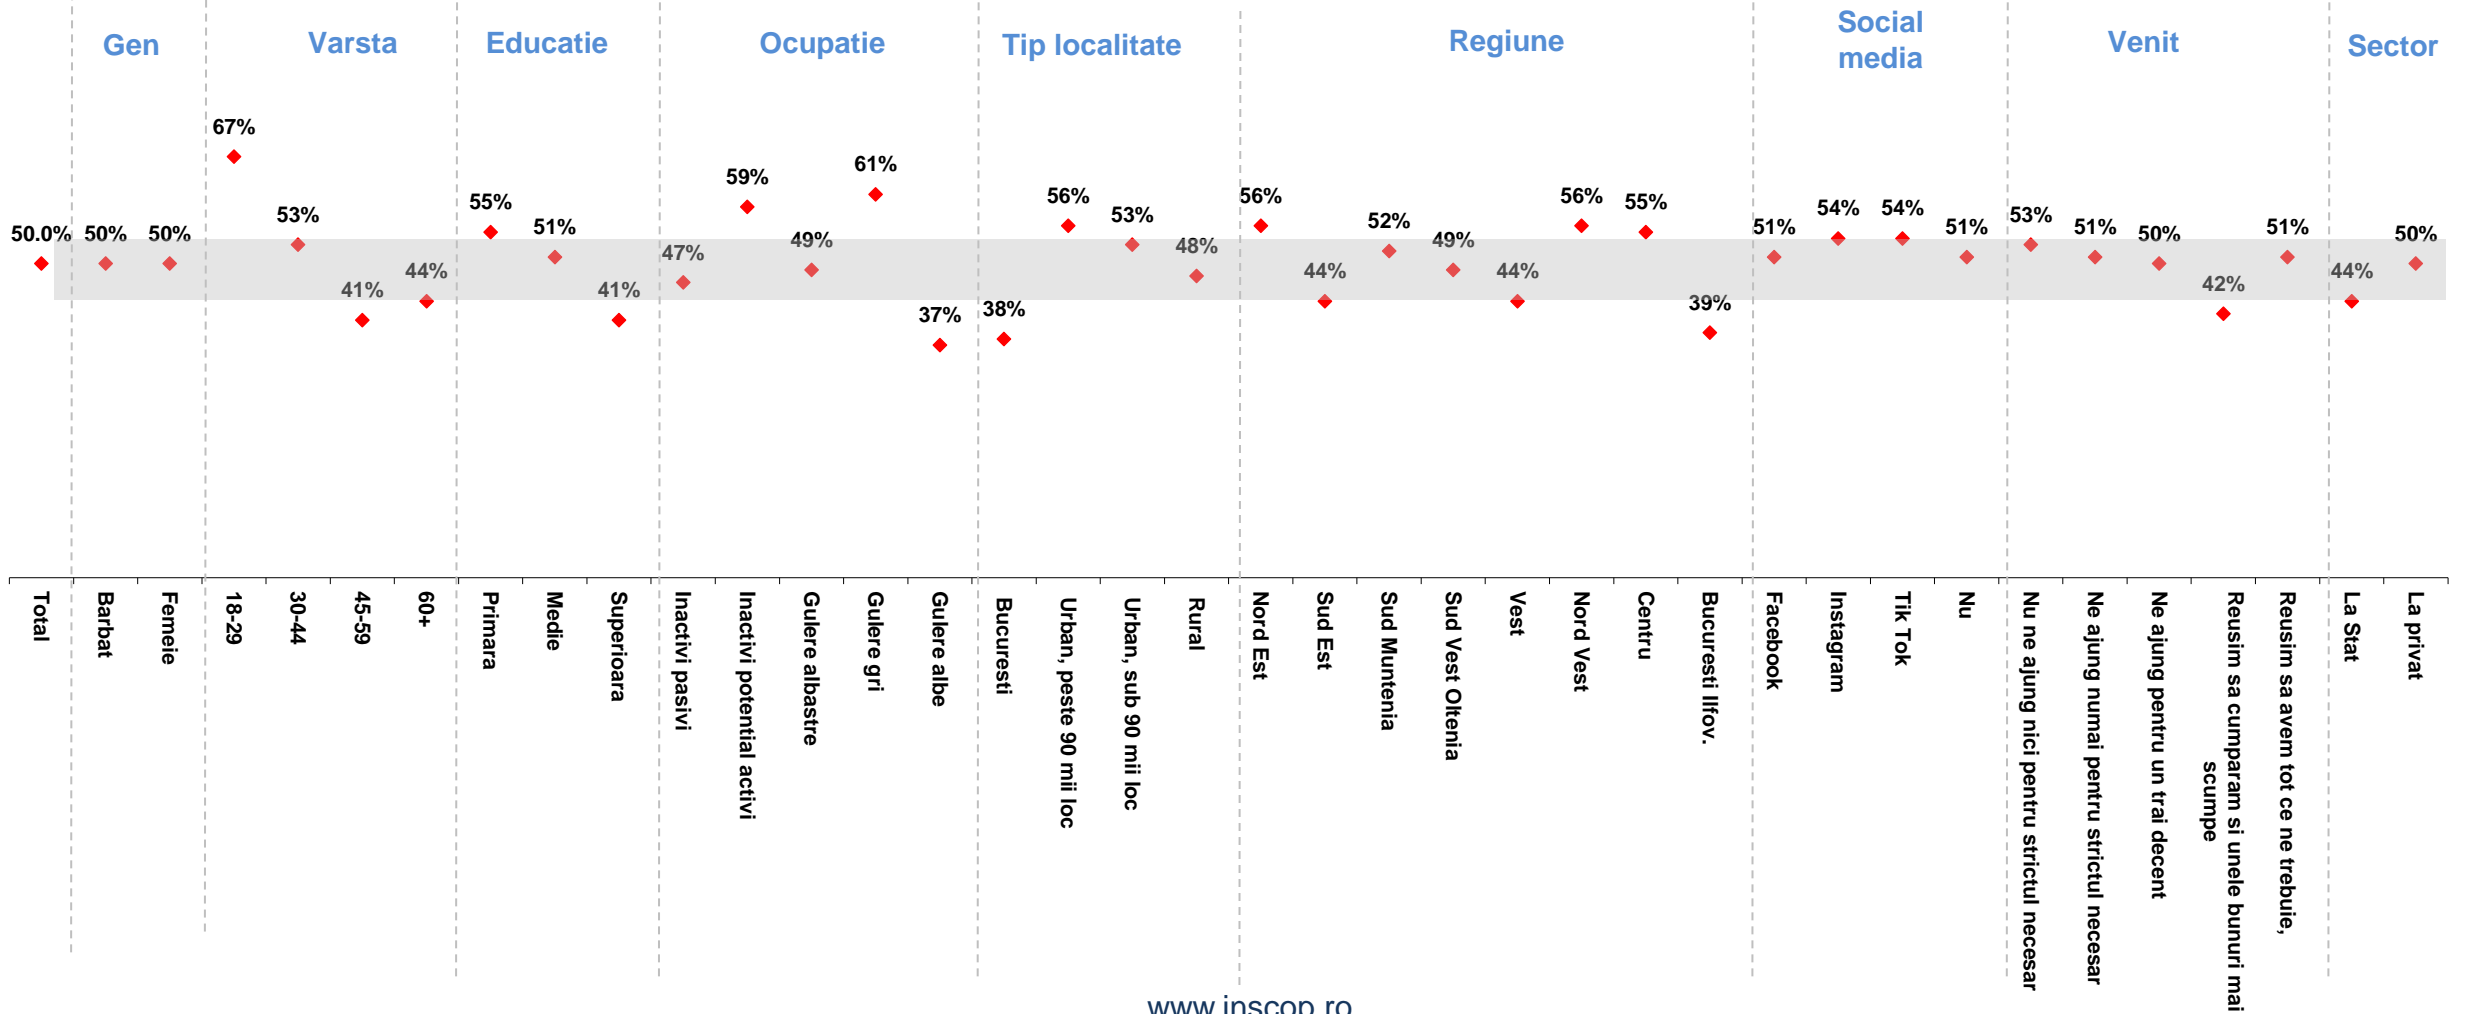 Gen
Varsta
Educatie
Ocupatie
Tip localitate
Regiune
Social
media
Venit
Sector
50.0%
50%
50%
67%
53%
41%
44%
55%
51%
41%
47%
59%
49%
61%
37%
38%
56%
53%
48%
56%
44%
52%
49%
44%
56%
55%
39%
51%
54%
54%
51%
53%
51%
50%
42%
51%
44%
50%
Total
Barbat
Femeie
18-29
30-44
45-59
60+
Primara
Medie
Superioara
Inactivi pasivi
Inactivi potential activi
Gulere albastre
Gulere gri
Gulere albe
Bucuresti
Urban, peste 90 mii loc
Urban, sub 90 mii loc
Rural
Nord Est
Sud Est
Sud Muntenia
Sud Vest Oltenia
Vest
Nord Vest
Centru
Bucuresti Ilfov.
Facebook
Instagram
Tik Tok
Nu
Nu ne ajung nici pentru strictul necesar
Ne ajung numai pentru strictul necesar
Ne ajung pentru un trai decent
Reusim sa cumparam si unele bunuri mai
scumpe
Reusim sa avem tot ce ne trebuie,
La Stat
La privat
www.inscop.ro